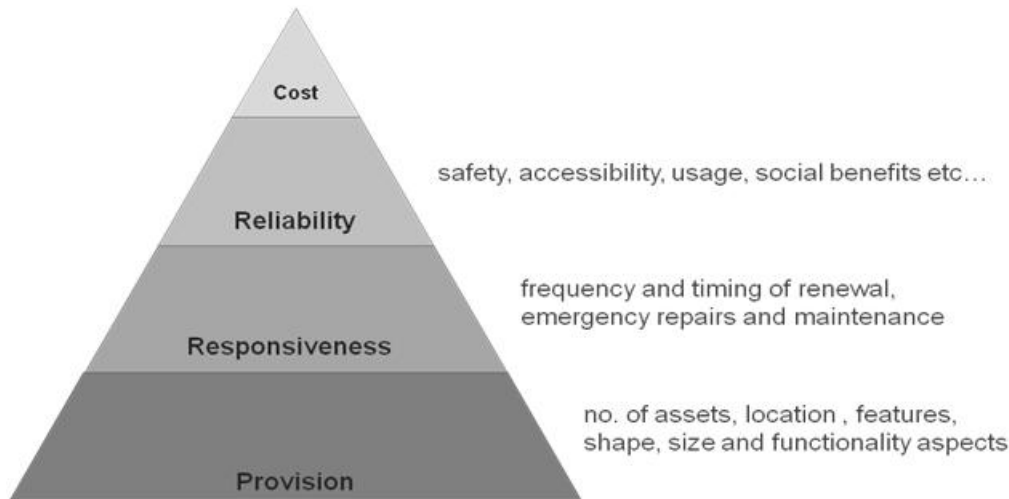 Cost
safety, accessibility, usage, social benefits etc...
Reliability
frequency and timing of renewal,
emergency repairs and maintenance
Responsiveness
no. of assets, location , features,
shape, size and functionality aspects
Provision